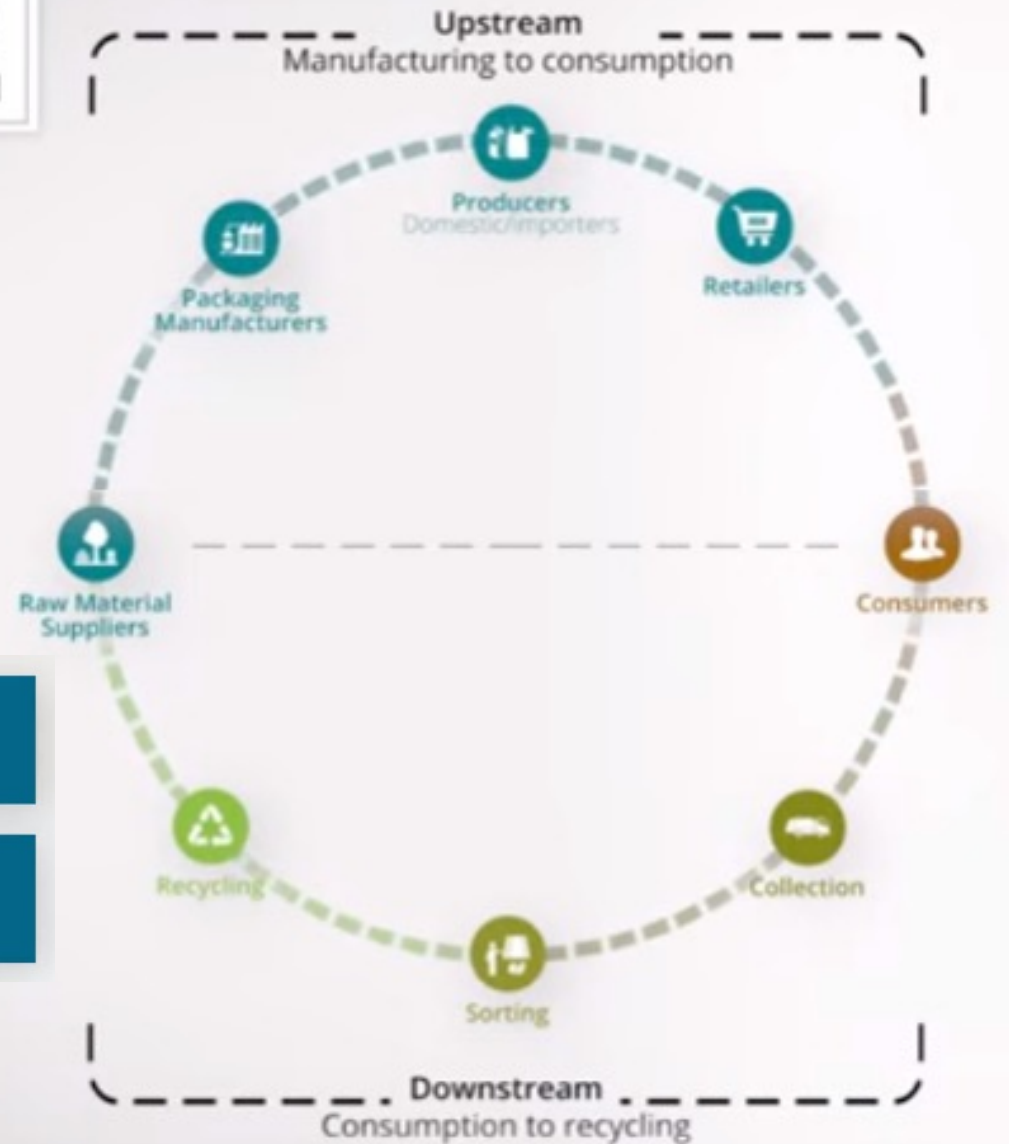 Upstream
Manufacturing to consumption
Producers
Domestic/Importers
Retailers
Packaging
Manufacturers
Raw Material
Suppliers
Consumers
Recycling
Collection
Sorting
Downstream
Consumption to recycling